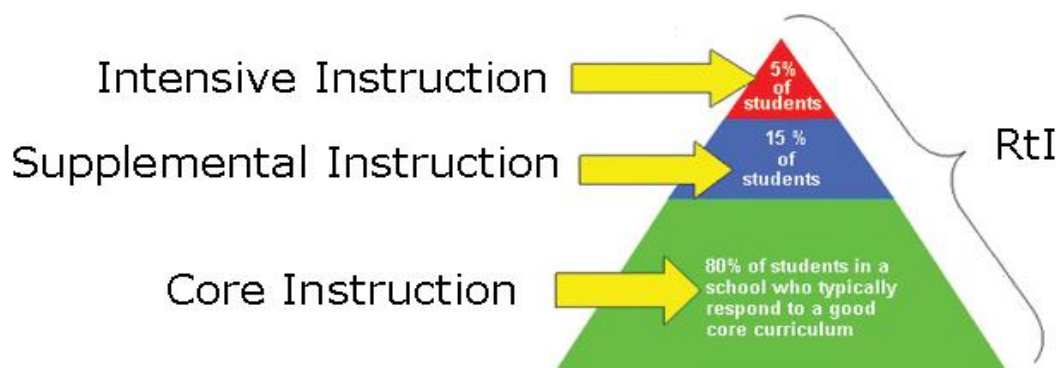 Intensive Instruction
5%
of
students
Supplemental Instruction
15 %
of
students
RtI
Core Instruction
80% of students in a
school who typically
respond to a good
core curriculum